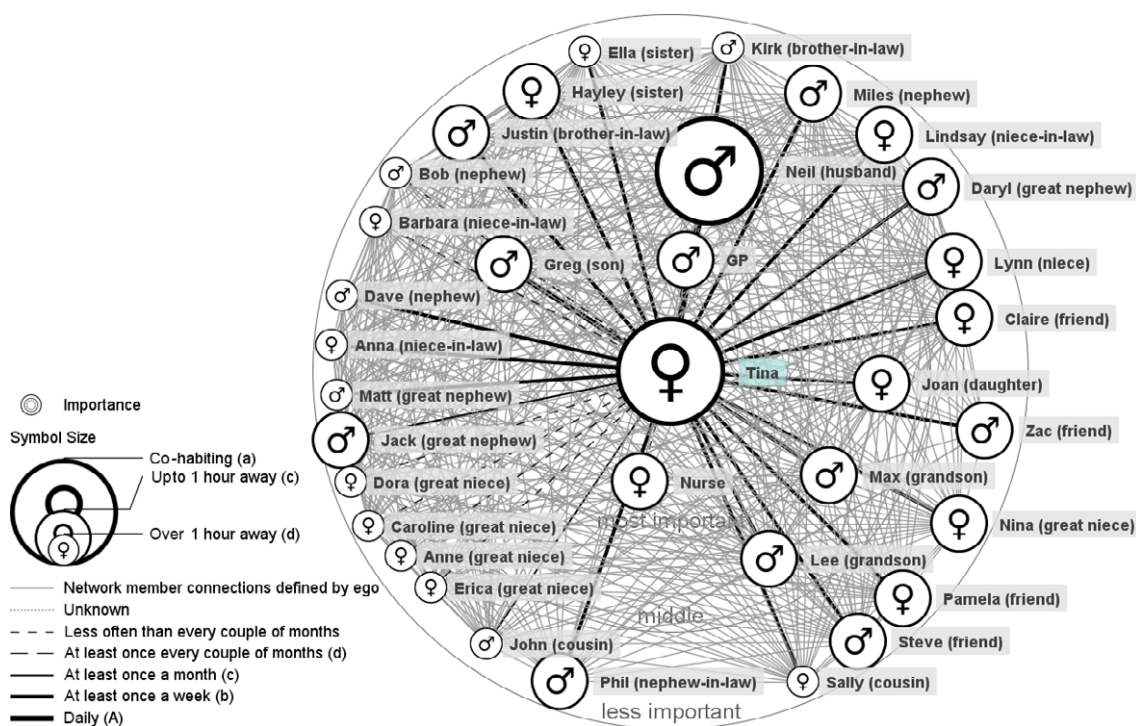 Ella (sister)
Kirk (brother-in-law)
Hayley (sister)
Miles (nephew)
Justin (brother-in-law)
Lindsay (niece-in-law)
Bob (nephew)
Neil (husband)
Daryl (great nephew)
Barbara (niece-in-law)
Greg (son)
GP
Lynn (niece)
Dave (nephew)
Claire (friend)
Anna (niece-in-law)
Tina
Joan (daughter)
Matt (great nephew)
Zac (friend)
Jack (great nephew)
Dora (great niece)
Nurse
Max (grandson)
most important
Caroline (great niece)
Nina (great niece)
Anne (great niece)
Lee (grandson)
Erica (great niece)
Pamela (friend)
middle
John (cousin)
Steve (friend)
Phil (nephew-in-law)
Sally (cousin)
less important
Importance
Symbol Size
Co-habiting (a)
Upto 1 hour away (c)
Over 1 hour away (d)
Network member connections defined by ego
Unknown
Less often than every couple of months
At least once every couple of months (d)
At least once a month (c)
At least once a week (b)
Daily (A)